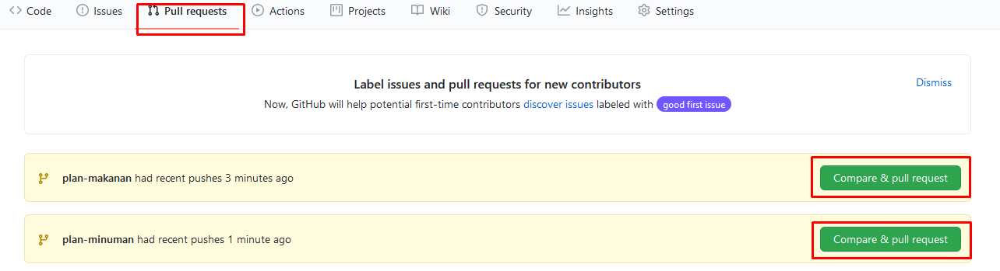 Code Issues Pull requests Actions Projects Wiki Security Insights Settings
Label issues and pull requests for new contributors
Dismiss
Now, GitHub will help potential first-time contributors discover issues labeled with good first issue
plan-makanan had recent pushes 3 minutes ago
Compare & pull request
plan-minuman had recent pushes 1 minute ago
Compare & pull request